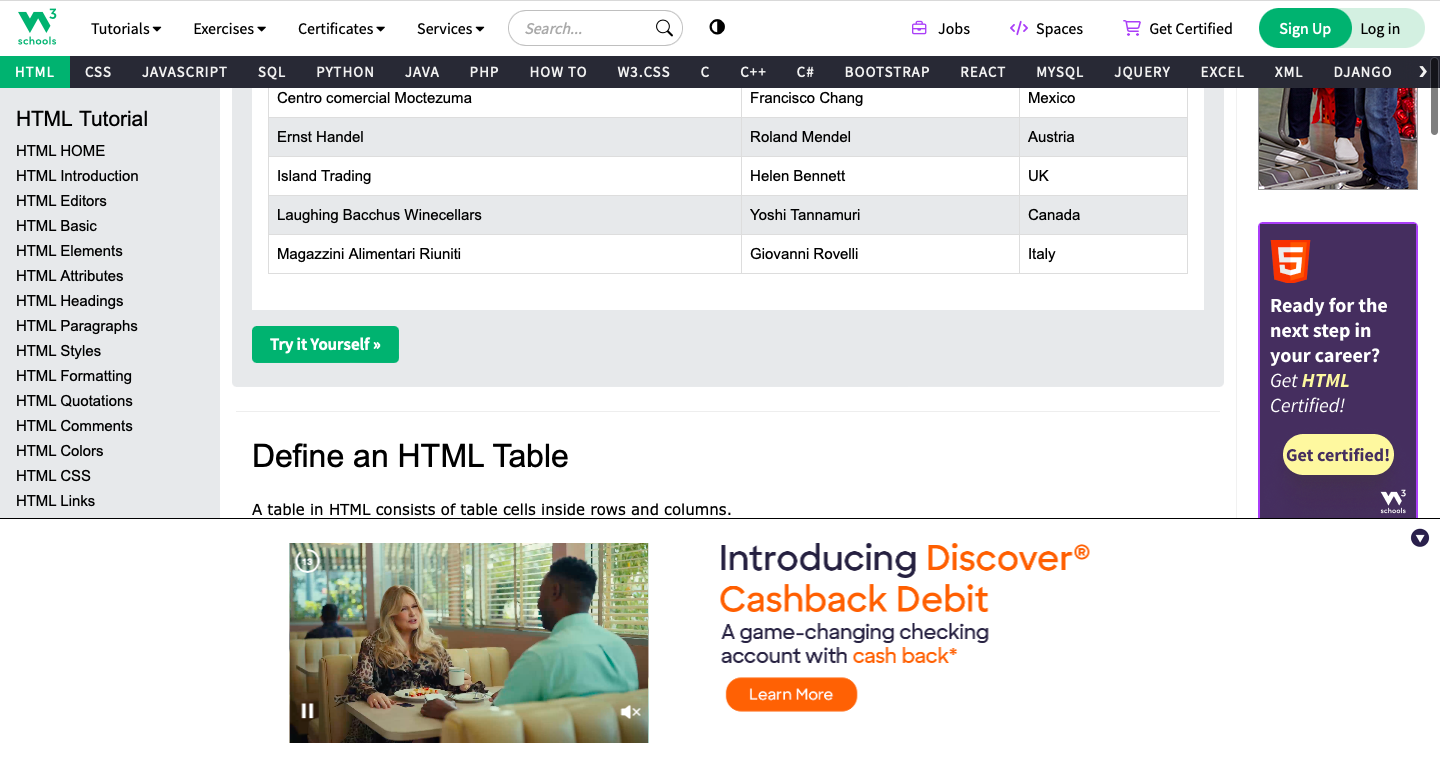 3
schools
Tutorials Exercises Certificates Services Search... Jobs Spaces Get Certified Sign Up Log in
HTML CSS JAVASCRIPT SQL PYTHON JAVA PHP HOW TO W3.CSS C C++ C# BOOTSTRAP REACT MYSQL JQUERY EXCEL XML DJANGO
HTML Tutorial
HTML HOME
HTML Introduction
HTML Editors
HTML Basic
HTML Elements
HTML Attributes
HTML Headings
HTML Paragraphs
HTML Styles
HTML Formatting
HTML Quotations
HTML Comments
HTML Colors
HTML CSS
HTML Links
Centro comercial Moctezuma Francisco Chang Mexico
Ernst Handel Roland Mendel Austria
Island Trading Helen Bennett UK
Laughing Bacchus Winecellars Yoshi Tannamuri Canada
Magazzini Alimentari Riuniti Giovanni Rovelli Italy
Try it Yourself »
Define an HTML Table
A table in HTML consists of table cells inside rows and columns.
5
Ready for the
next step in
your career?
Get HTML
Certified!
Get certified!
3
schools
13
Introducing Discover®
Cashback Debit
A game-changing checking
account with cash back*
Learn More